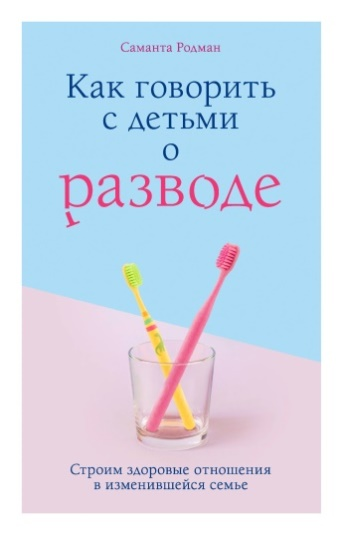 Саманта Родман
Как говорить
с детьми
о
разводе
Строим здоровые отношения
в изменившейся семье